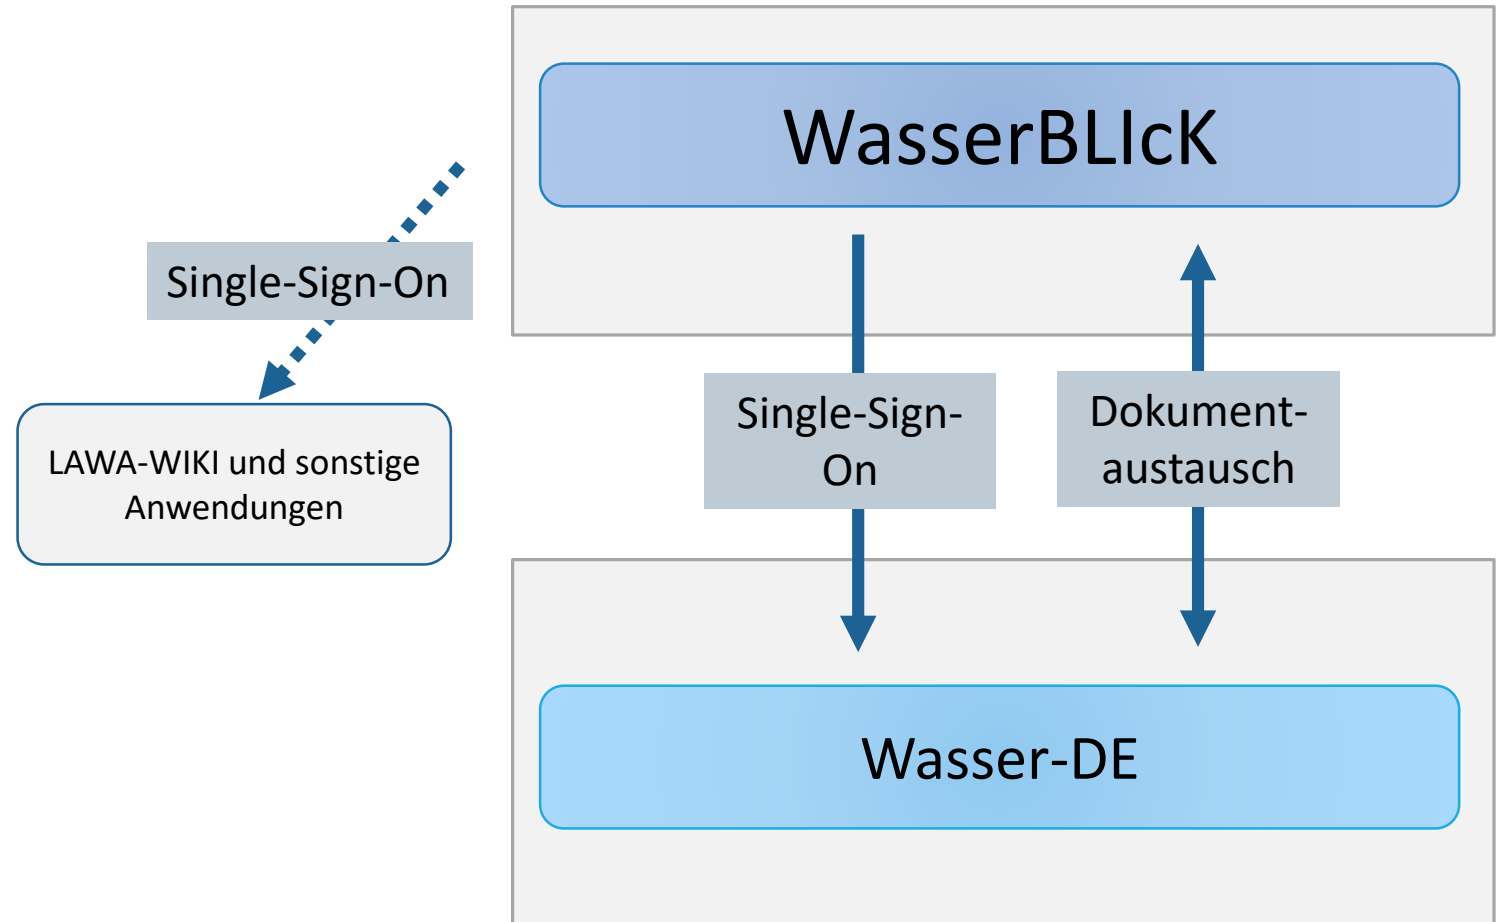 WasserBLIcK
Single-Sign-On
Single-Sign-
On
Dokument-
austausch
LAWA-WIKI und sonstige
Anwendungen
Wasser-DE